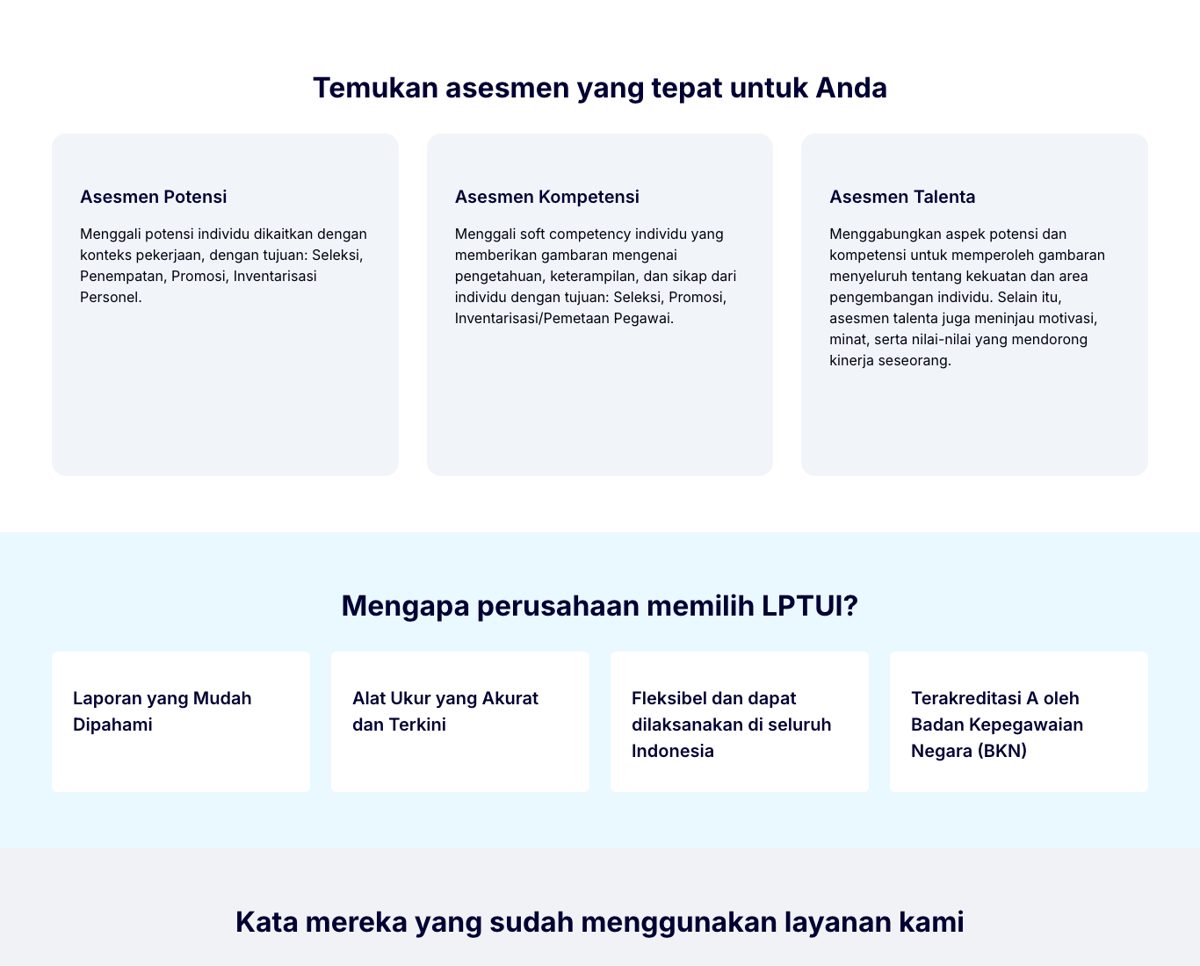 Temukan asesmen yang tepat untuk Anda
Asesmen Potensi
Menggali potensi individu dikaitkan dengan
konteks pekerjaan, dengan tujuan: Seleksi,
Penempatan, Promosi, Inventarisasi
Personel.
Asesmen Kompetensi
Menggali soft competency individu yang
memberikan gambaran mengenai
pengetahuan, keterampilan, dan sikap dari
individu dengan tujuan: Seleksi, Promosi,
Inventarisasi/Pemetaan Pegawai.
Asesmen Talenta
Menggabungkan aspek potensi dan
kompetensi untuk memperoleh gambaran
menyeluruh tentang kekuatan dan area
pengembangan individu. Selain itu,
asesmen talenta juga meninjau motivasi,
minat, serta nilai-nilai yang mendorong
kinerja seseorang.
Mengapa perusahaan memilih LPTUI?
Laporan yang Mudah
Dipahami
Alat Ukur yang Akurat
dan Terkini
Fleksibel dan dapat
dilaksanakan di seluruh
Indonesia
Terakreditasi A oleh
Badan Kepegawaian
Negara (BKN)
Kata mereka yang sudah menggunakan layanan kami